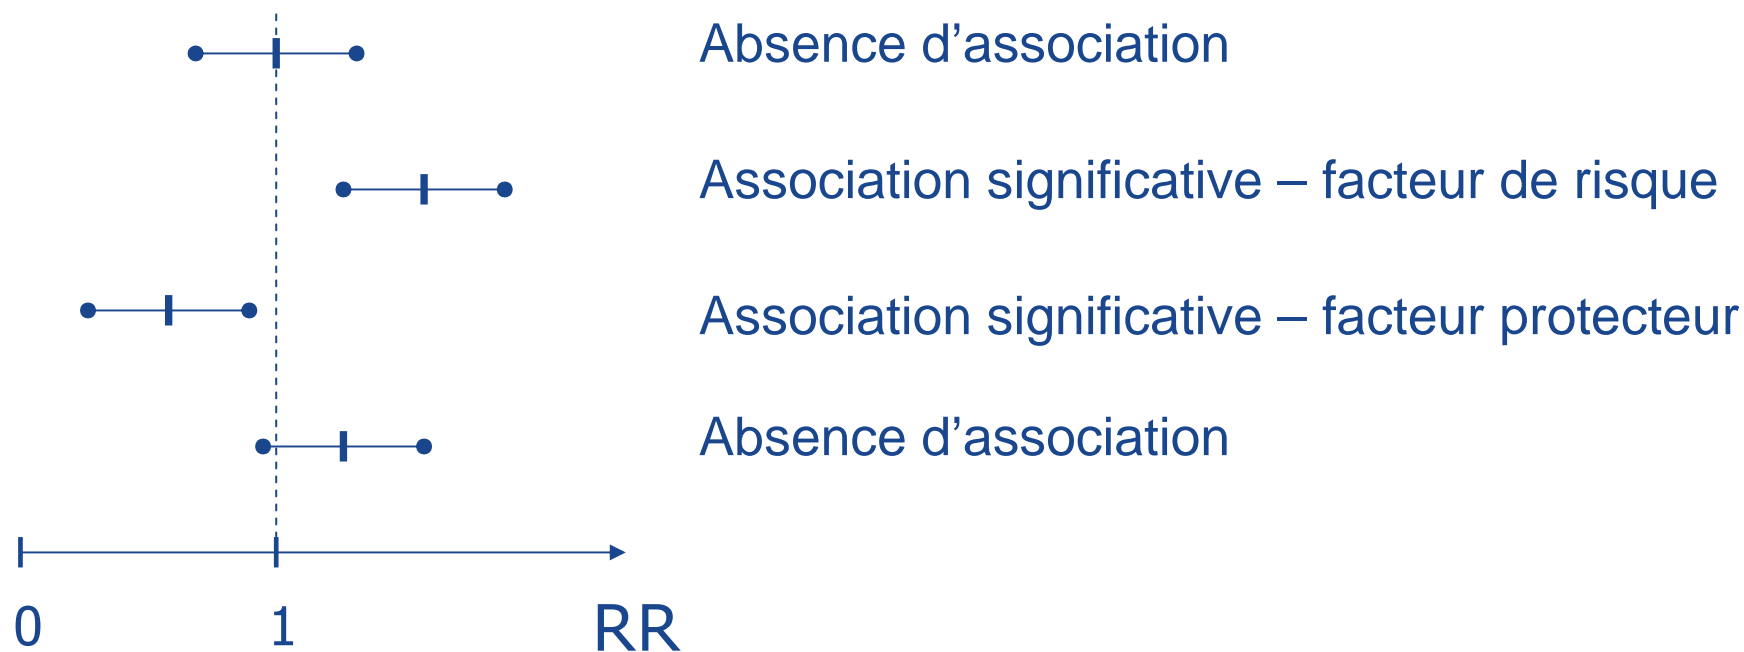 Absence d’association
Association significative – facteur de risque
Association significative – facteur protecteur
Absence d’association
0 1 RR